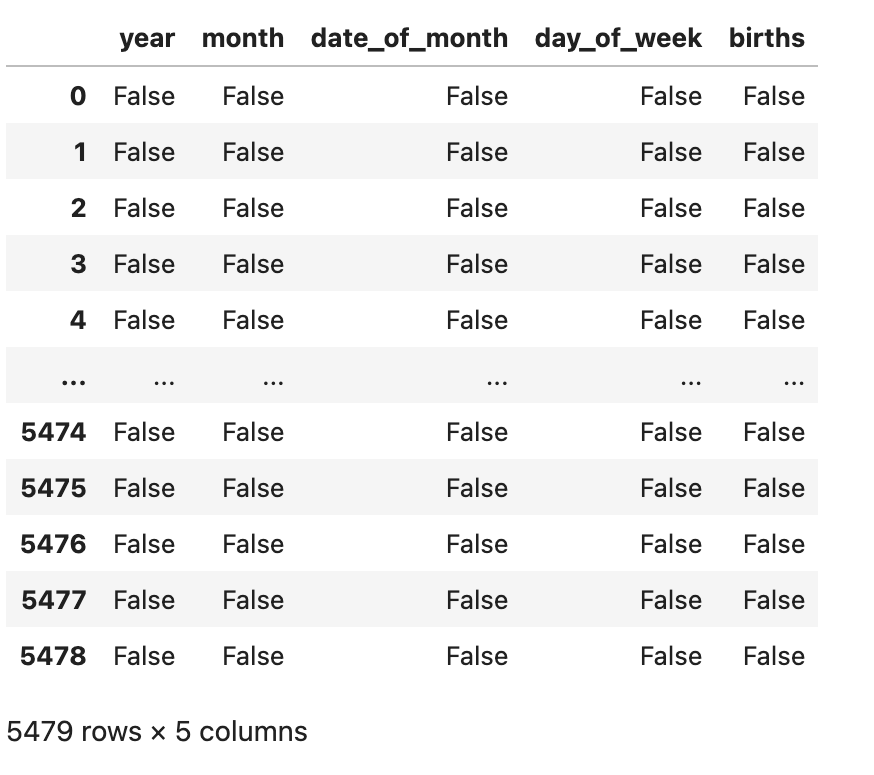 year month date_of_month day_of_week births
0 False False False False False
1 False False False False False
2 False False False False False
3 False False False False False
4 False False False False False
... ... ... ... ... ...
5474 False False False False False
5475 False False False False False
5476 False False False False False
5477 False False False False False
5478 False False False False False
5479 rows × 5 columns